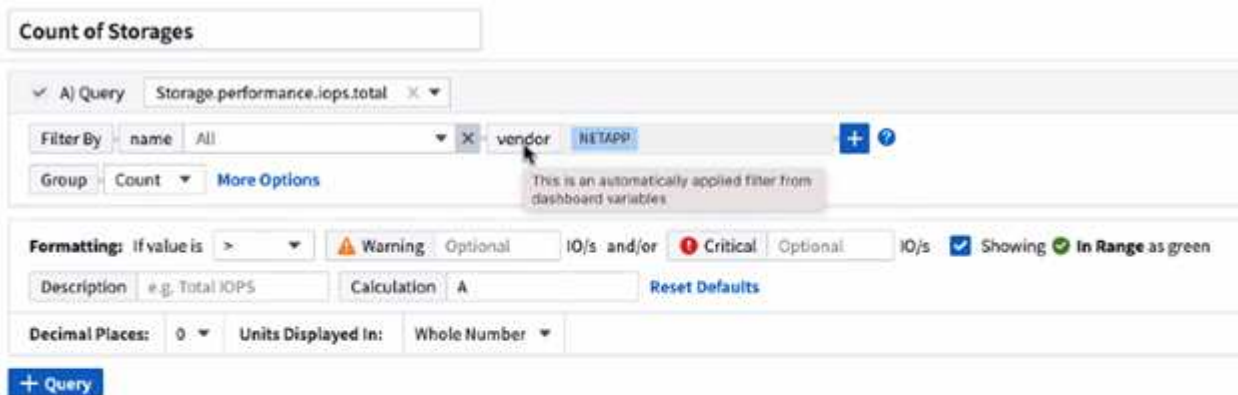 Count of Storages
A) Query Storage.performance.iops.total
Filter By name All vendor NETAPP
This is an automatically applied filter from
dashboard variables
Group Count More Options
Formatting: If value is > Warning Optional IO/s and/or Critical Optional IO/s Showing In Range as green
Description e.g. Total IOPS Calculation A Reset Defaults
Decimal Places: 0 Units Displayed In: Whole Number
+ Query